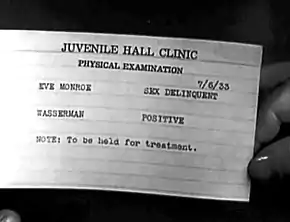 JUVENILE HALL CLINIC
PHYSICAL EXAMINATION
7/6/33
EVE MONROE SEX DELINQUENT
WASSERMAN POSITIVE
NOTE: To be held for treatment.